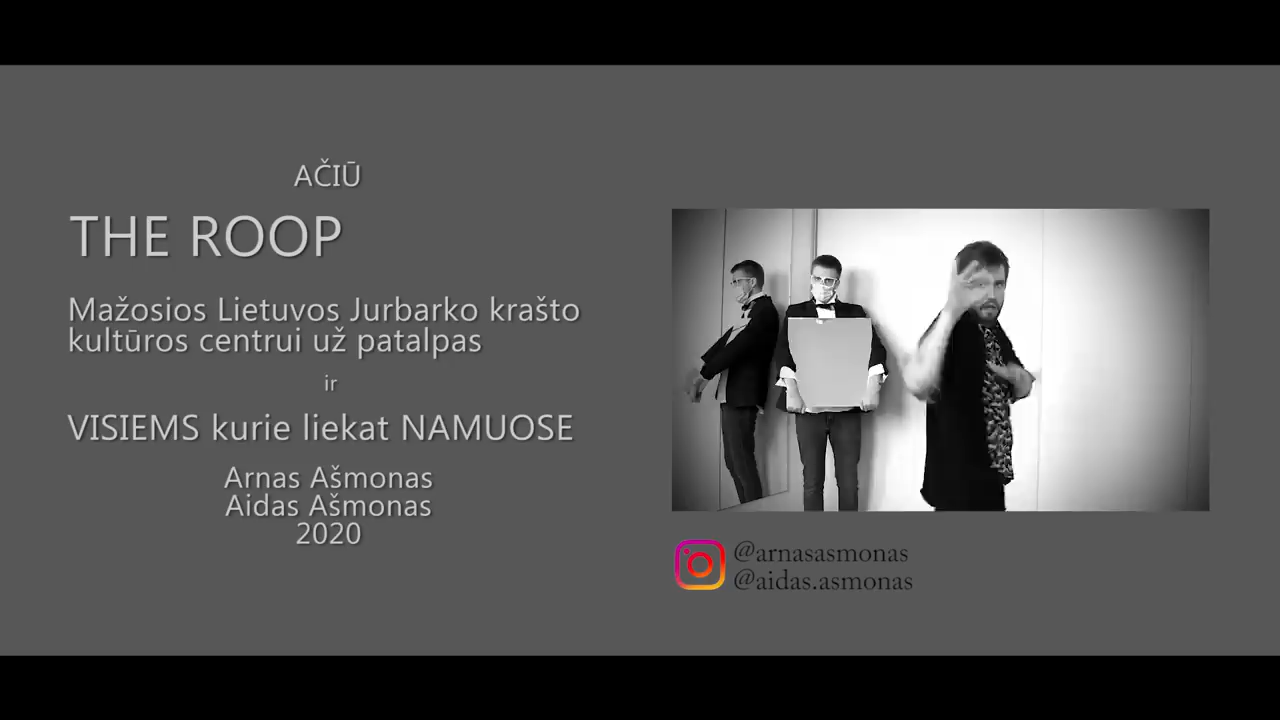 AČIŪ
THE ROOP
Mažosios Lietuvos Jurbarko krašto
kultūros centrui už patalpas
ir
VISIEMS kurie liekat NAMUOSE
Arnas Ašmonas
Aidas Ašmonas
2020
@arnasasmonas
@aidas.asmonas